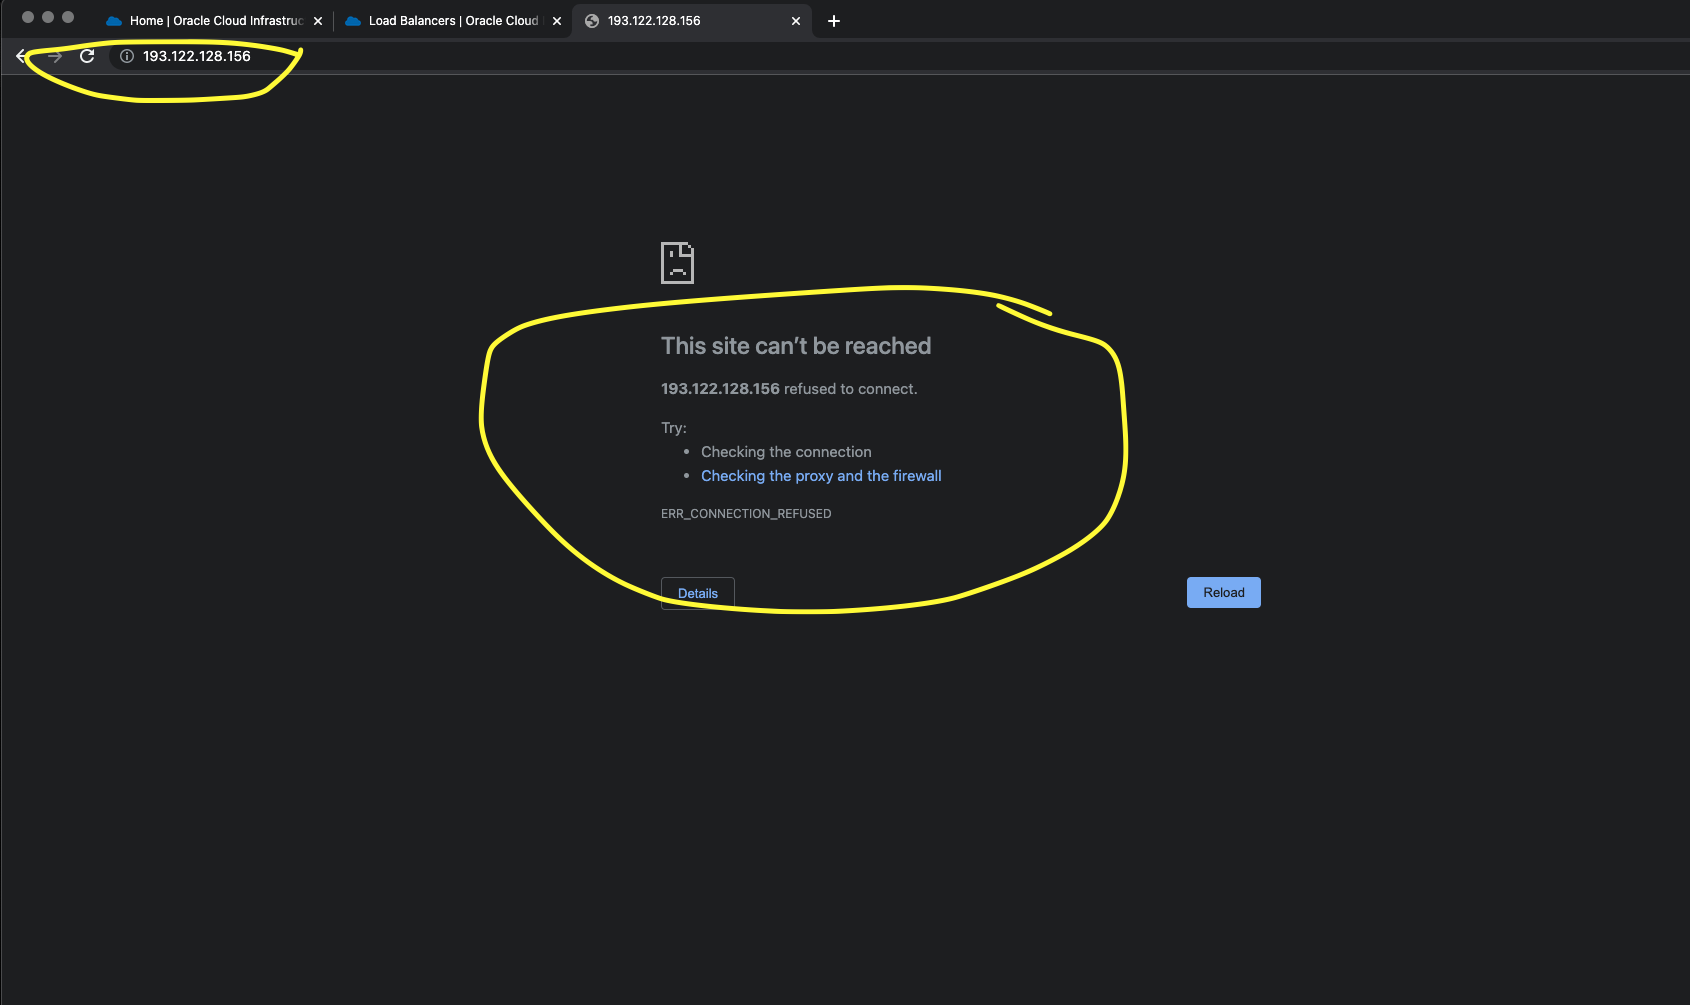 Home | Oracle Cloud Infrastruc
Load Balancers | Oracle Cloud
193.122.128.156
193.122.128.156
This site can't be reached
193.122.128.156 refused to connect.
Try:
• Checking the connection
• Checking the proxy and the firewall
ERR_CONNECTION_REFUSED
Details
Reload